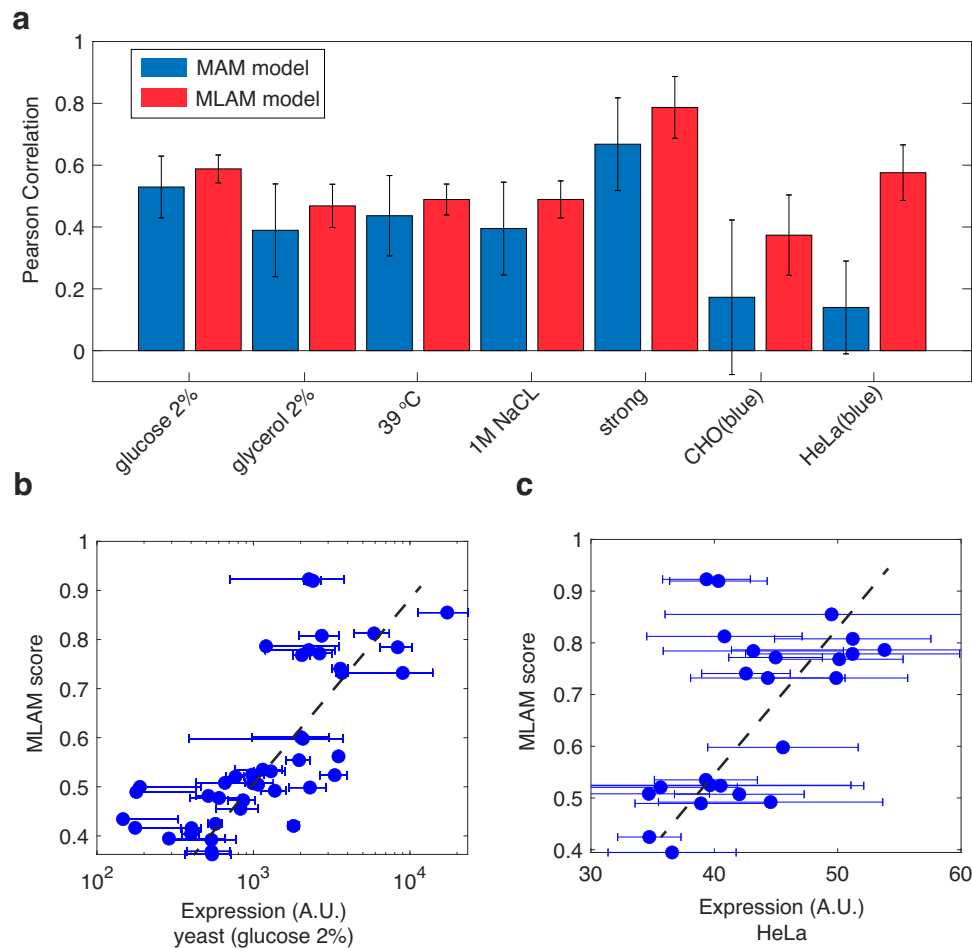 a
1
0.8
0.6
0.4
0.2
0
Pearson Correlation
MAM model
MLAM model
glucose 2%
glycerol 2%
39 °C
1M NaCL
strong
CHO(blue)
HeLa(blue)
b
1
0.9
0.8
0.7
0.6
0.5
0.4
MLAM score
10²
10³
10⁴
Expression (A.U.)
yeast (glucose 2%)
c
1
0.9
0.8
0.7
0.6
0.5
0.4
MLAM score
30
40
50
60
Expression (A.U.)
HeLa